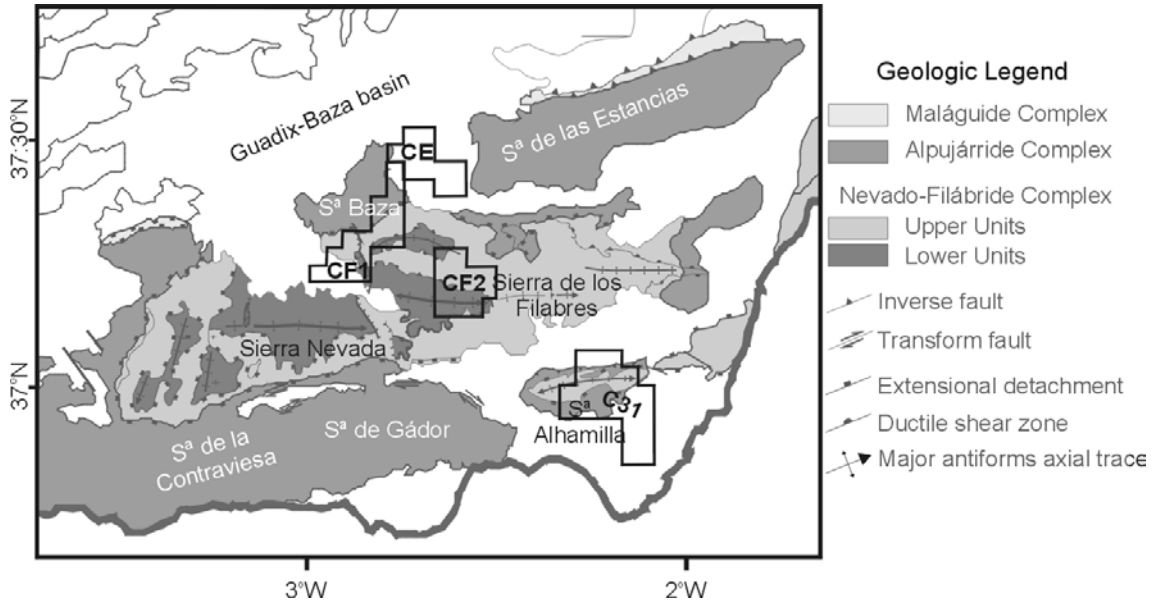 Guadix-Baza basin
Sª de las Estancias
CE
Sª Baza
CF1
CF2
Sierra de los
Filabres
Sierra Nevada
C31
Sª
Alhamilla
Sª de Gádor
Sª de la
Contraviesa
37:30°N
37°N
3°W
2°W
Geologic Legend
Maláguide Complex
Alpujárride Complex
Nevado-Filábride Complex
Upper Units
Lower Units
Inverse fault
Transform fault
Extensional detachment
Ductile shear zone
Major antiforms axial trace